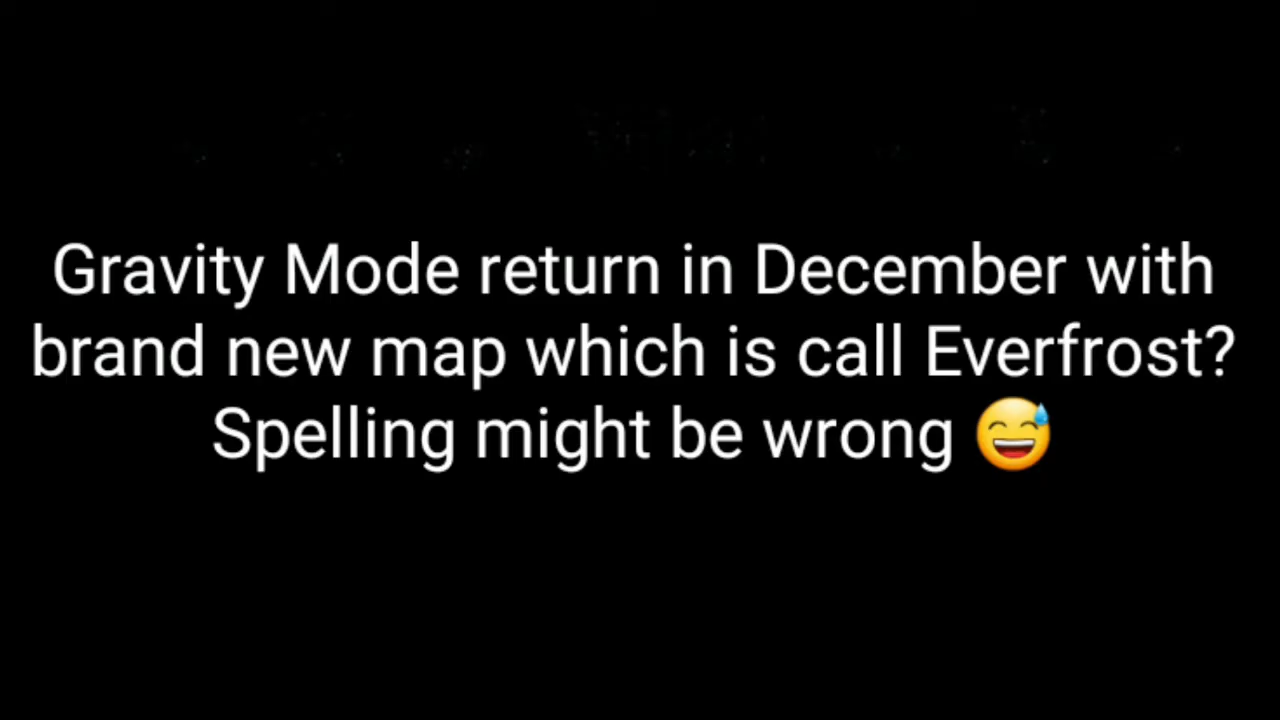 Gravity Mode return in December with
brand new map which is call Everfrost?
Spelling might be wrong 😅